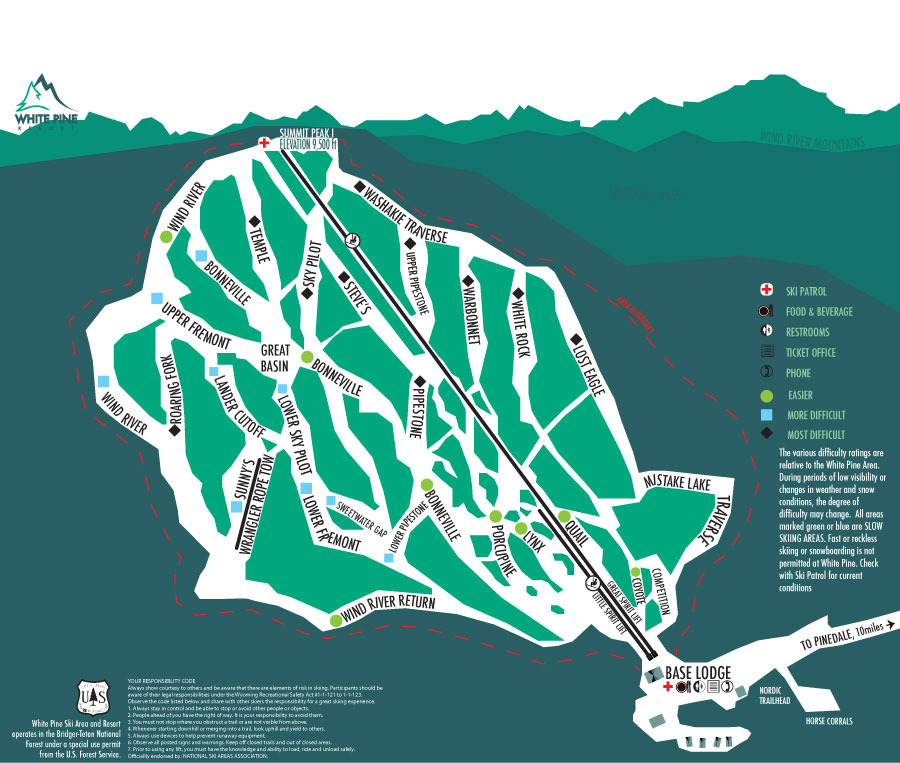 WHITE PINE
RESORT
SUMMIT PEAK I
ELEVATION 9,500 ft
WIND RIVER MOUNTAINS
WIND RIVER
TEMPLE
BONNEVILLE
SKY PILOT
STEVE'S
WASHAKIE TRAVERSE
UPPER PIPESTONE
WARBONNET
WHITE ROCK
LOST EAGLE
UPPER FREMONT
GREAT
BASIN
BONNEVILLE
ROARING FORK
WIND RIVER
LANDER CUTOFF
LOWER SKY PILOT
PIPESTONE
SUNNY'S
WRANGLER ROPE TOW
LOWER FREMONT
SWEETWATER GAP
LOWER PIPESTONE
BONNEVILLE
PORCUPINE
LYNX
QUAIL
MISTAKE LAKE
TRAVERSE
COYOTE
COMPETITION
GREAT SPIRIT LIFT
LITTLE SPIRIT LIFT
WIND RIVER RETURN
SKI PATROL
FOOD & BEVERAGE
RESTROOMS
TICKET OFFICE
PHONE
EASIER
MORE DIFFICULT
MOST DIFFICULT
The various difficulty ratings are
relative to the White Pine Area.
During periods of low visibility or
changes in weather and snow
conditions, the degree of
difficulty may change. All areas
marked green or blue are SLOW
SKIING AREAS. Fast or reckless
skiing or snowboarding is not
permitted at White Pine. Check
with Ski Patrol for current
conditions
TO PINEDALE, 10miles
BASE LODGE
NORDIC
TRAILHEAD
HORSE CORRALS
UAS
White Pine Ski Area and Resort
operates in the Bridger-Teton National
Forest under a special use permit
from the U.S. Forest Service.
YOUR RESPONSIBILITY CODE
Always show courtesy to others and be aware that there are elements of risk in skiing. Participants should be
aware of their legal responsibilities under the Wyoming Recreational Safety Act #1-1-121 to 1-1-123.
Observe the code listed below and share with other skiers the responsibility for a great skiing experience.
1. Always stay in control and be able to stop or avoid other people or objects.
2. People ahead of you have the right of way. It is your responsibility to avoid them.
3. You must not stop where you obstruct a trail or are not visible from above.
4. Whenever starting downhill or merging into a trail, look uphill and yield to others.
5. Always use devices to help prevent runaway equipment.
6. Observe all posted signs and warnings. Keep off closed trails and out of closed areas.
7. Prior to using any lift, you must have the knowledge and ability to load, ride and unload safely.
Officially endorsed by: NATIONAL SKI AREAS ASSOCIATION.